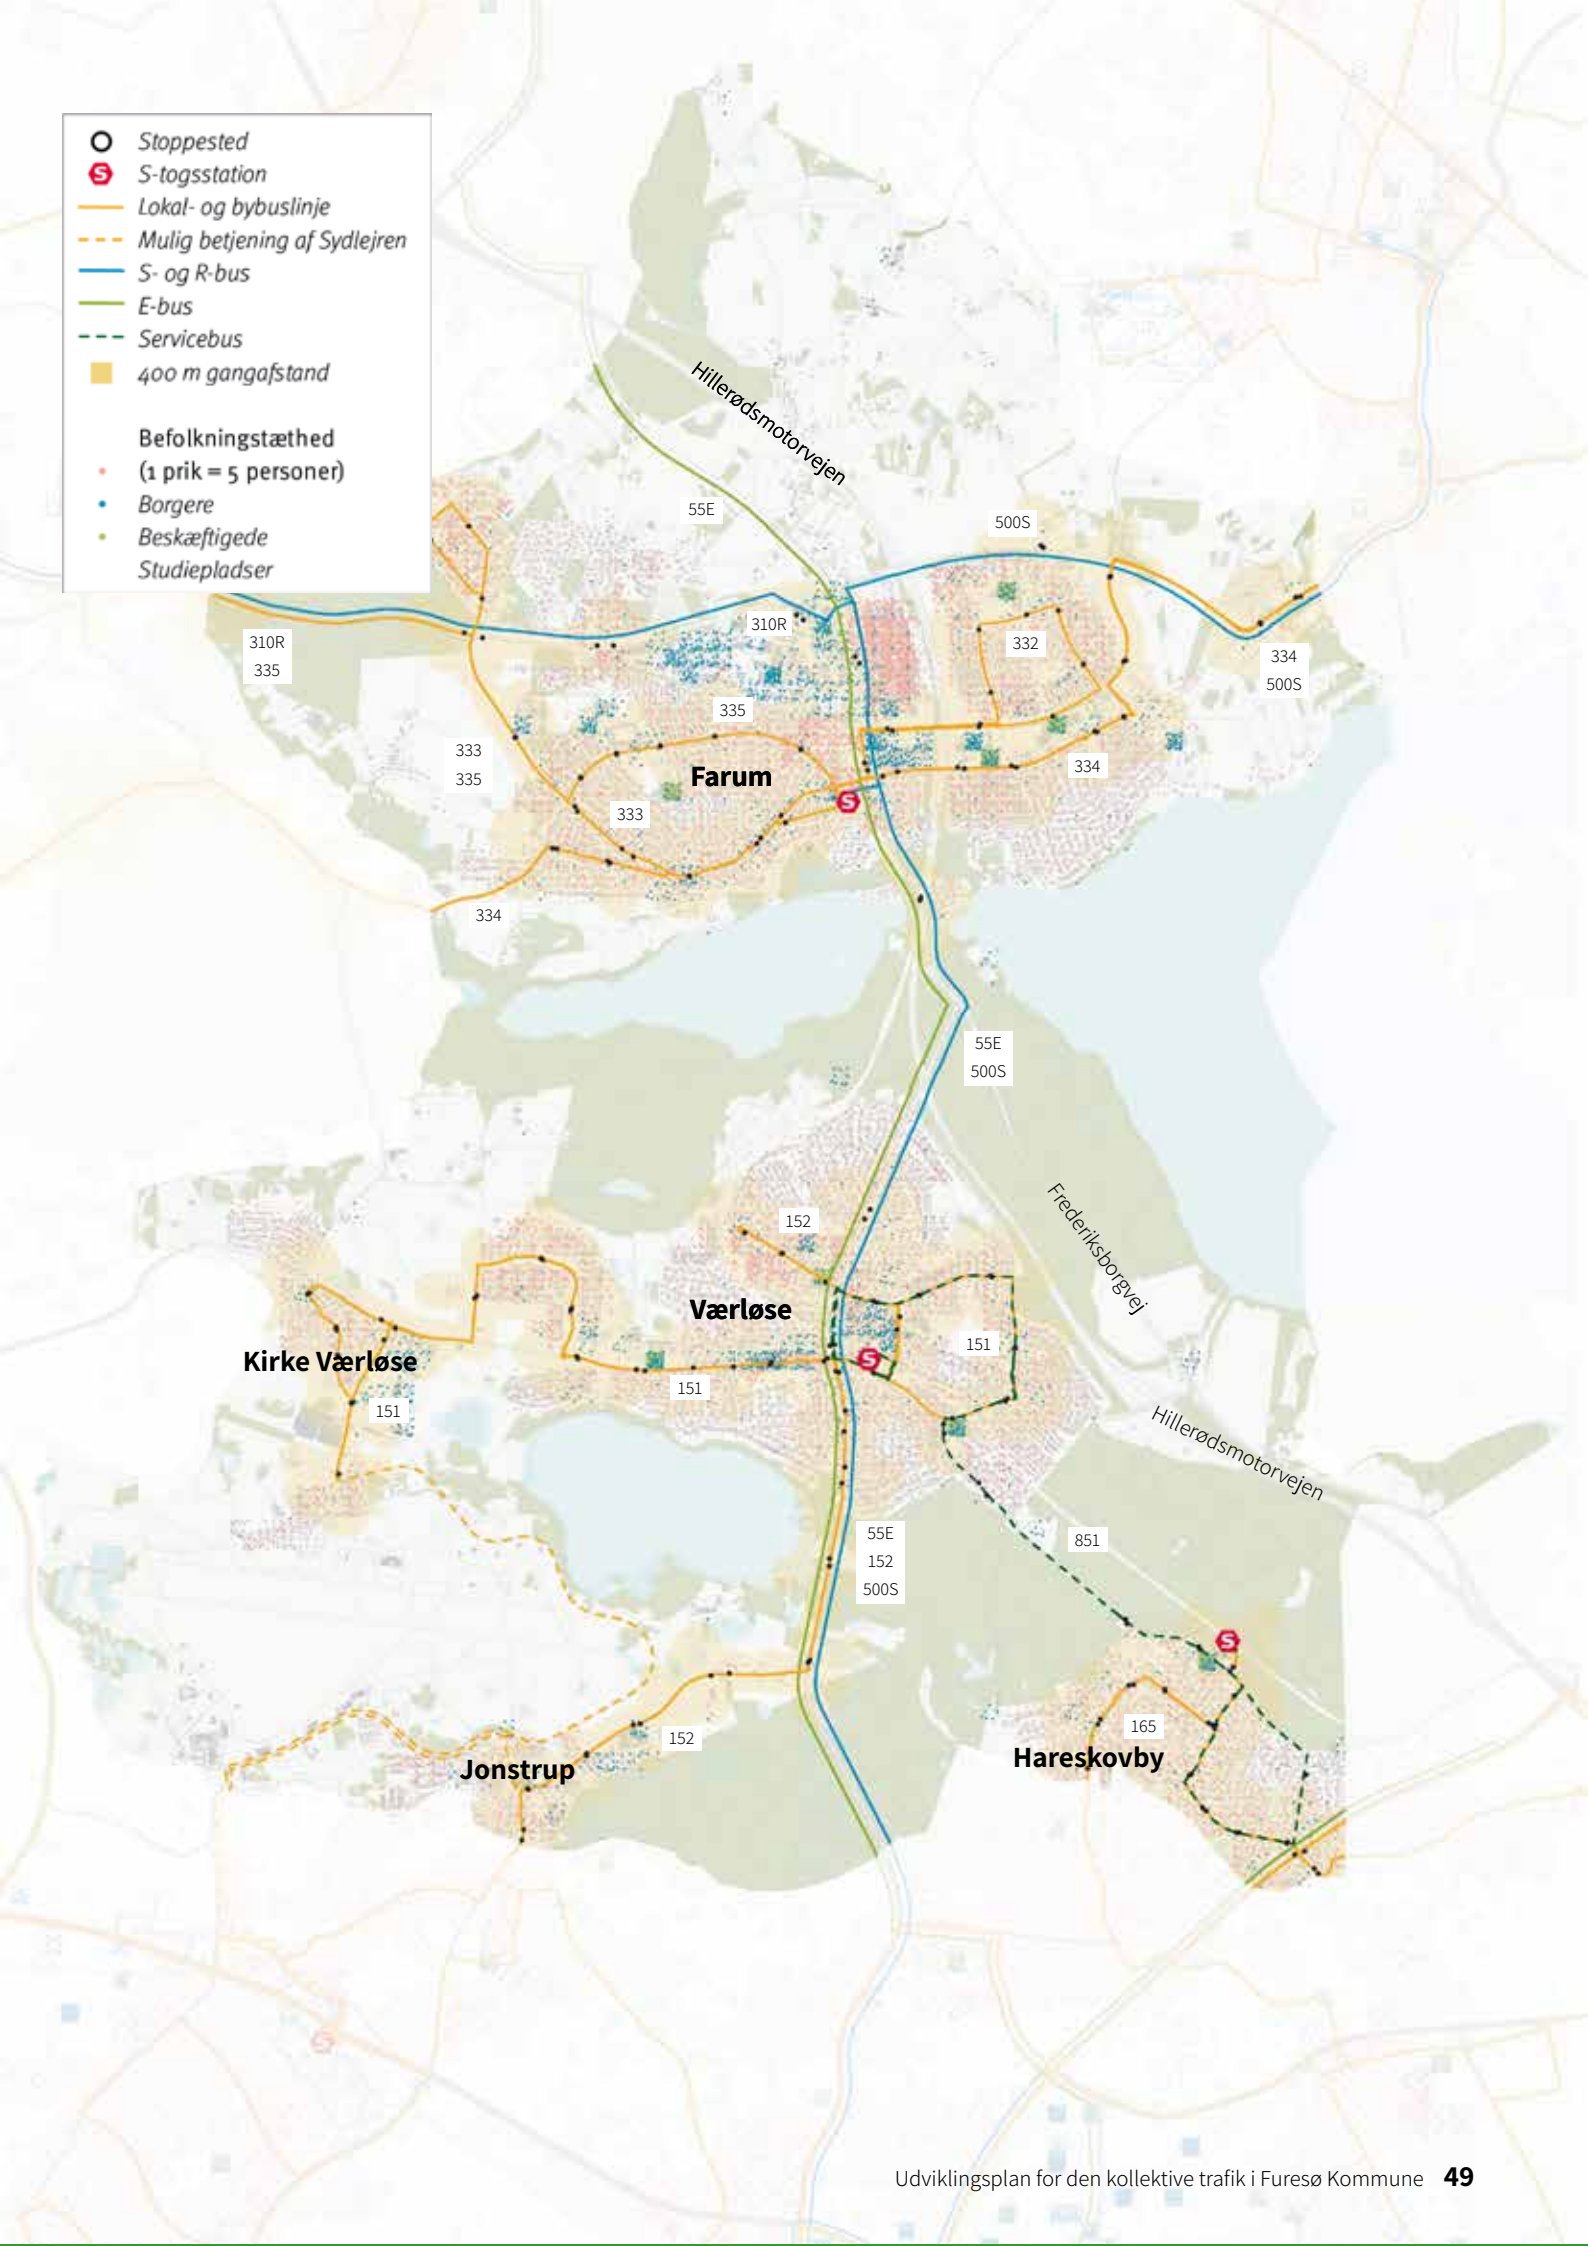 Stoppested
S-togsstation
Lokal- og bybuslinje
Mulig betjening af Sydlejren
S- og R-bus
E-bus
Servicebus
400 m gangafstand
Befolkningstæthed
(1 prik = 5 personer)
Borgere
Beskæftigede
Studiepladser
Hillerødsmotorvejen
55E
500S
310R
335
310R
332
334
500S
335
333
335
Farum
334
333
334
55E
500S
Frederiksborgvej
152
Værløse
151
Kirke Værløse
151
151
Hillerødsmotorvejen
55E
152
500S
851
152
165
Hareskovby
Jonstrup
Udviklingsplan for den kollektive trafik i Furesø Kommune 49